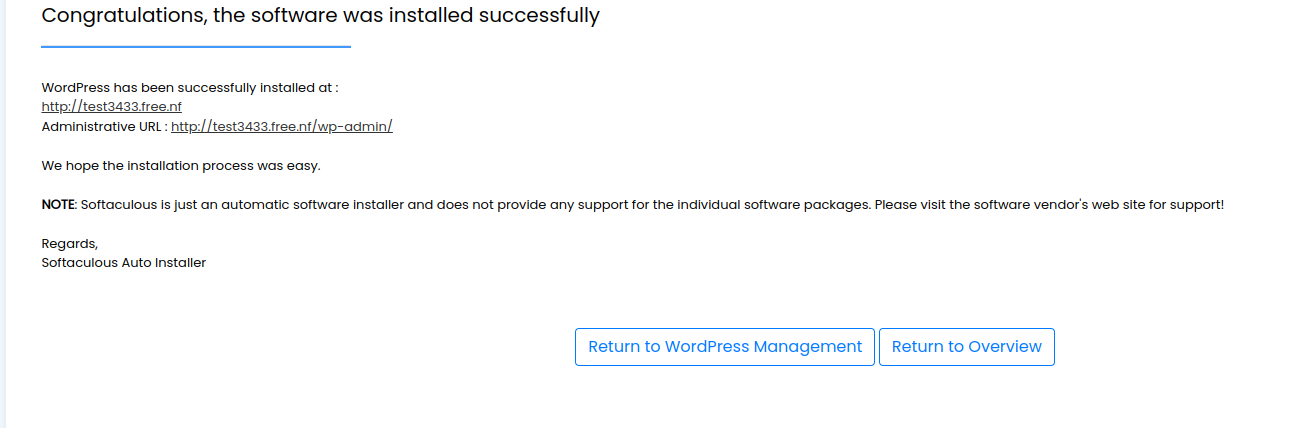 Congratulations, the software was installed successfully
WordPress has been successfully installed at :
http://test3433.free.nf
Administrative URL : http://test3433.free.nf/wp-admin/
We hope the installation process was easy.
NOTE: Softaculous is just an automatic software installer and does not provide any support for the individual software packages. Please visit the software vendor's web site for support!
Regards,
Softaculous Auto Installer
Return to WordPress Management
Return to Overview